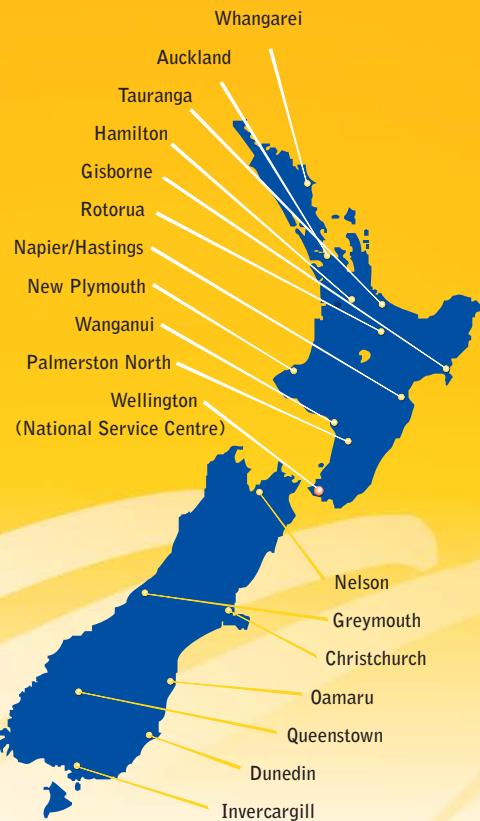 Whangarei
Auckland
Tauranga
Hamilton
Gisborne
Rotorua
Napier/Hastings
New Plymouth
Wanganui
Palmerston North
Wellington
(National Service Centre)
Nelson
Greymouth
Christchurch
Oamaru
Queenstown
Dunedin
Invercargill